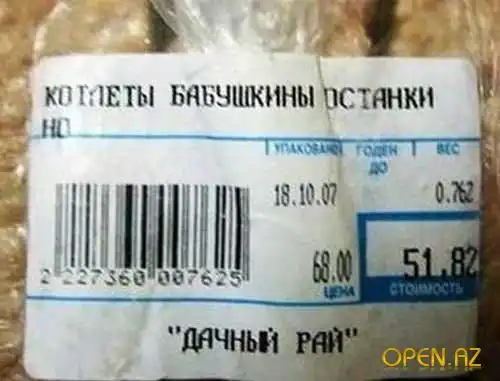 КОТЛЕТЫ БАБУШКИНЫ ОСТАНКИ
НО
УПАКОВАНО ГОДЕН ДО ВЕС
18.10.07 0.762
68.00 51.82
ЦЕНА СТОИМОСТЬ
2 227360 007625
"ДАЧНЫЙ РАЙ"
OPEN.AZ